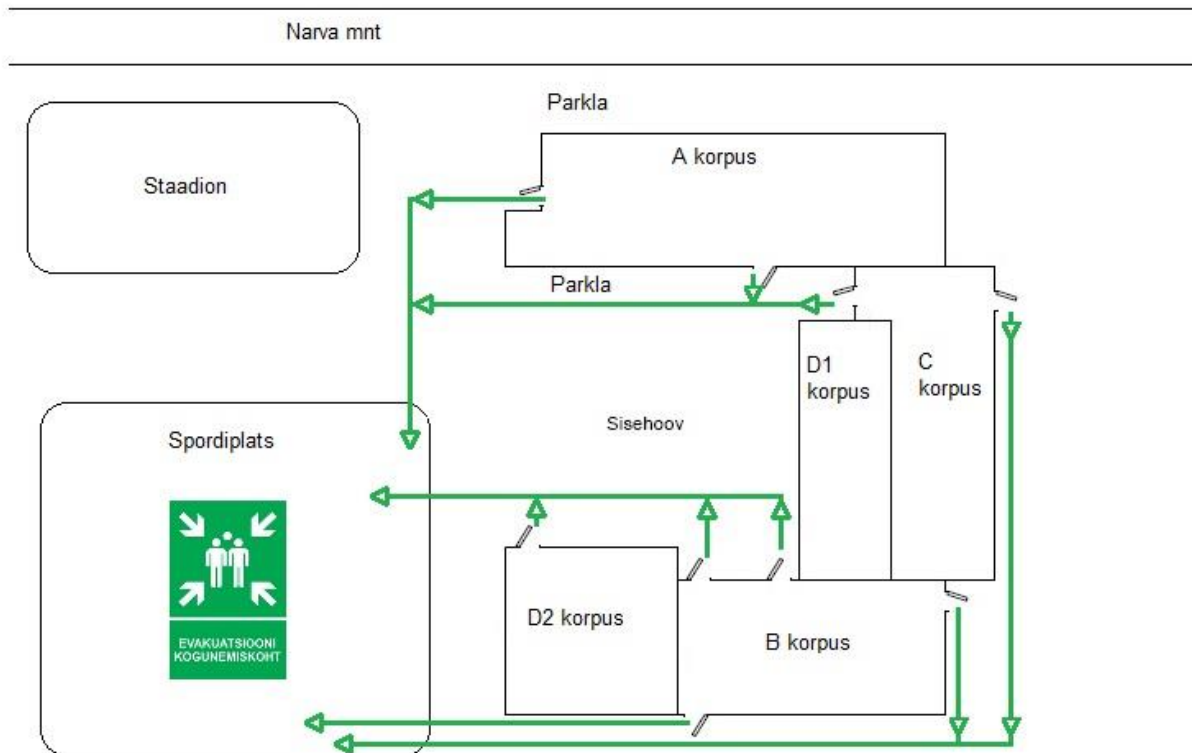 Narva mnt
Parkla
A korpus
Staadion
Parkla
D1
korpus
C
korpus
Sisehoov
Spordiplats
EVAKUATSIOONI
KOGUNEMISKOHT
D2 korpus
B korpus